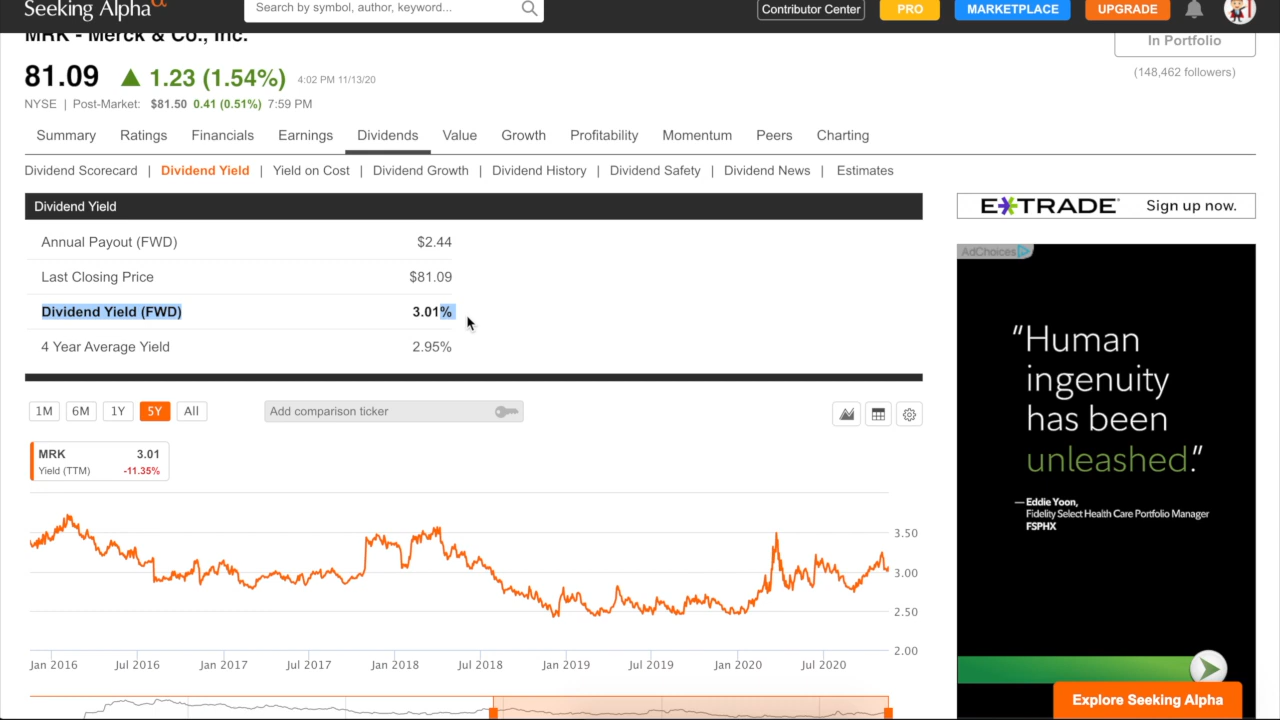 Seeking Alpha α
Search by symbol, author, keyword...
Contributor Center
PRO
MARKETPLACE
UPGRADE
MRK - Merck & Co., Inc.
In Portfolio
81.09 ▲ 1.23 (1.54%) 4:02 PM 11/13/20
(148,462 followers)
NYSE | Post-Market: $81.50 0.41 (0.51%) 7:59 PM
Summary Ratings Financials Earnings Dividends Value Growth Profitability Momentum Peers Charting
Dividend Scorecard | Dividend Yield | Yield on Cost | Dividend Growth | Dividend History | Dividend Safety | Dividend News | Estimates
Dividend Yield
Annual Payout (FWD) $2.44
Last Closing Price $81.09
Dividend Yield (FWD) 3.01%
4 Year Average Yield 2.95%
1M 6M 1Y 5Y All
Add comparison ticker
MRK 3.01
Yield (TTM) -11.35%
3.50
3.00
2.50
2.00
Jan 2016 Jul 2016 Jan 2017 Jul 2017 Jan 2018 Jul 2018 Jan 2019 Jul 2019 Jan 2020 Jul 2020
E*TRADE Sign up now.
AdChoices
“Human
ingenuity
has been
unleashed.”
— Eddie Yoon,
Fidelity Select Health Care Portfolio Manager
FSPHX
Explore Seeking Alpha